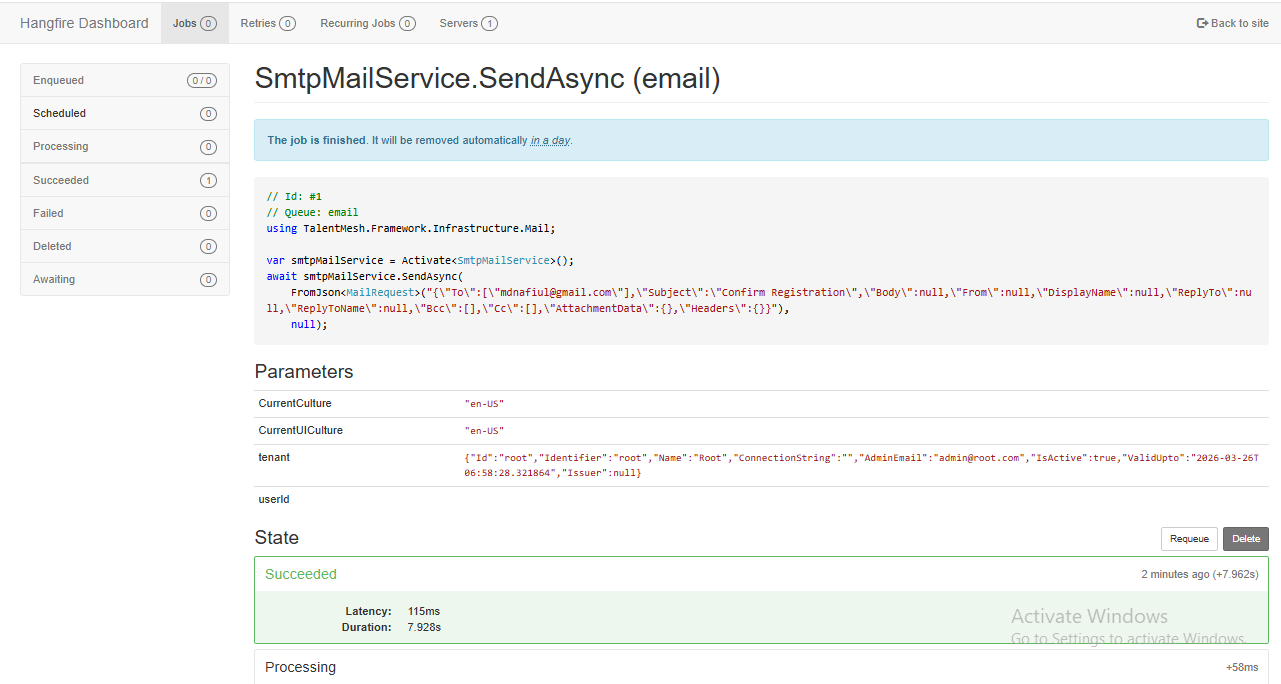 Hangfire Dashboard Jobs 0 Retries 0 Recurring Jobs 0 Servers 1 Back to site
Enqueued 0 / 0
Scheduled 0
Processing 0
Succeeded 1
Failed 0
Deleted 0
Awaiting 0
SmtpMailService.SendAsync (email)
The job is finished. It will be removed automatically in a day.
// Id: #1
// Queue: email
using TalentMesh.Framework.Infrastructure.Mail;
var smtpMailService = Activate<SmtpMailService>();
await smtpMailService.SendAsync(
FromJson<MailRequest>("{\"To\":[\"mdnafiul@gmail.com\"],\"Subject\":\"Confirm Registration\",\"Body\":null,\"From\":null,\"DisplayName\":null,\"ReplyTo\":nu
ll,\"ReplyToName\":null,\"Bcc\":[],\"Cc\":[],\"AttachmentData\":{},\"Headers\":{}}"),
null);
Parameters
CurrentCulture "en-US"
CurrentUICulture "en-US"
tenant {"Id":"root","Identifier":"root","Name":"Root","ConnectionString":"","AdminEmail":"admin@root.com","IsActive":true,"ValidUpto":"2026-03-26T
06:58:28.321864","Issuer":null}
userId
State Requeue Delete
Succeeded 2 minutes ago (+7.962s)
Latency: 115ms
Duration: 7.928s
Activate Windows
Go to Settings to activate Windows.
Processing +58ms